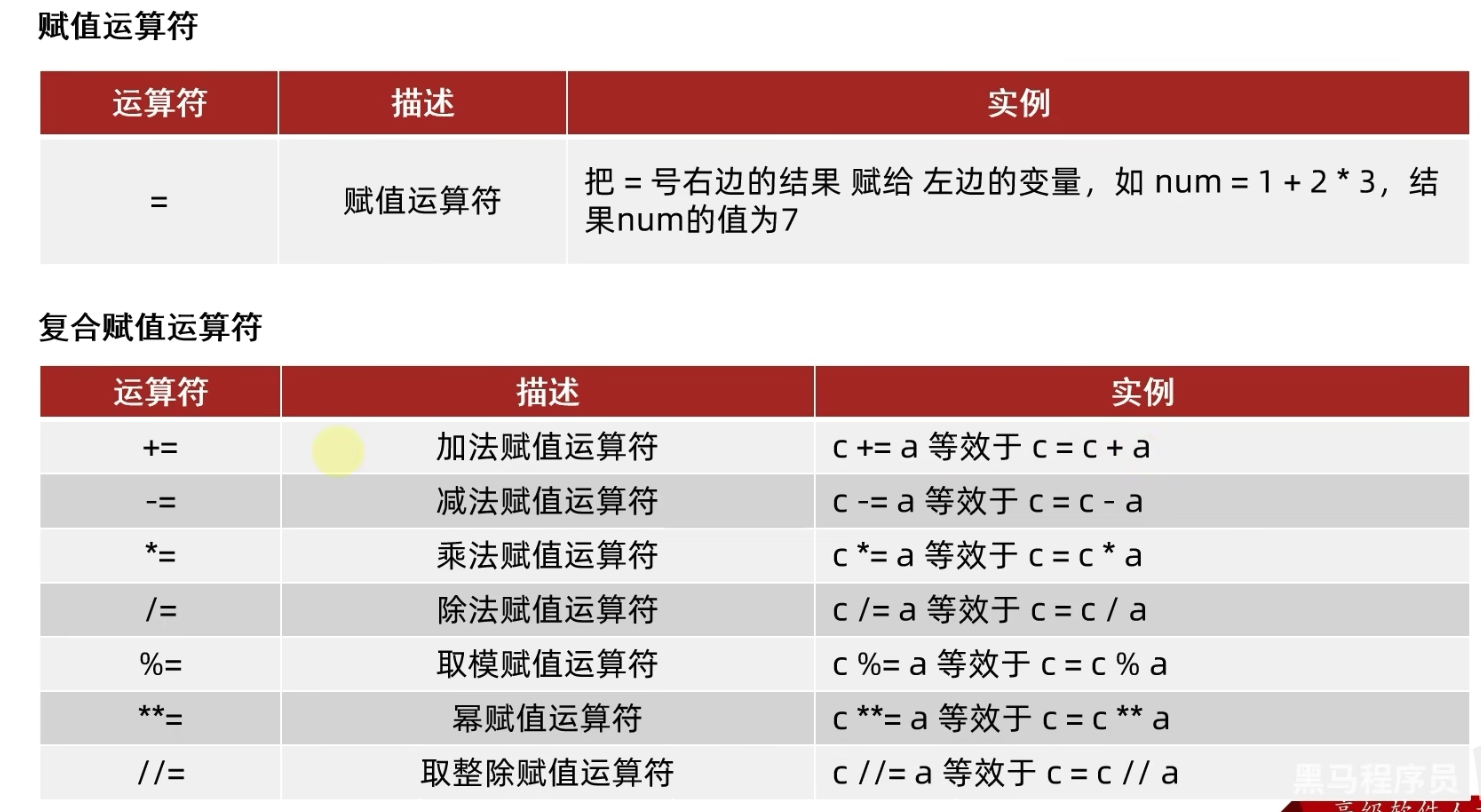 赋值运算符
运算符 描述 实例
= 赋值运算符 把 = 号右边的结果 赋给 左边的变量，如 num = 1 + 2 * 3，结
果num的值为7
复合赋值运算符
运算符 描述 实例
+= 加法赋值运算符 c += a 等效于 c = c + a
-= 减法赋值运算符 c -= a 等效于 c = c - a
*= 乘法赋值运算符 c *= a 等效于 c = c * a
/= 除法赋值运算符 c /= a 等效于 c = c / a
%= 取模赋值运算符 c %= a 等效于 c = c % a
**= 幂赋值运算符 c **= a 等效于 c = c ** a
//= 取整除赋值运算符 c //= a 等效于 c = c // a
黑马程序员